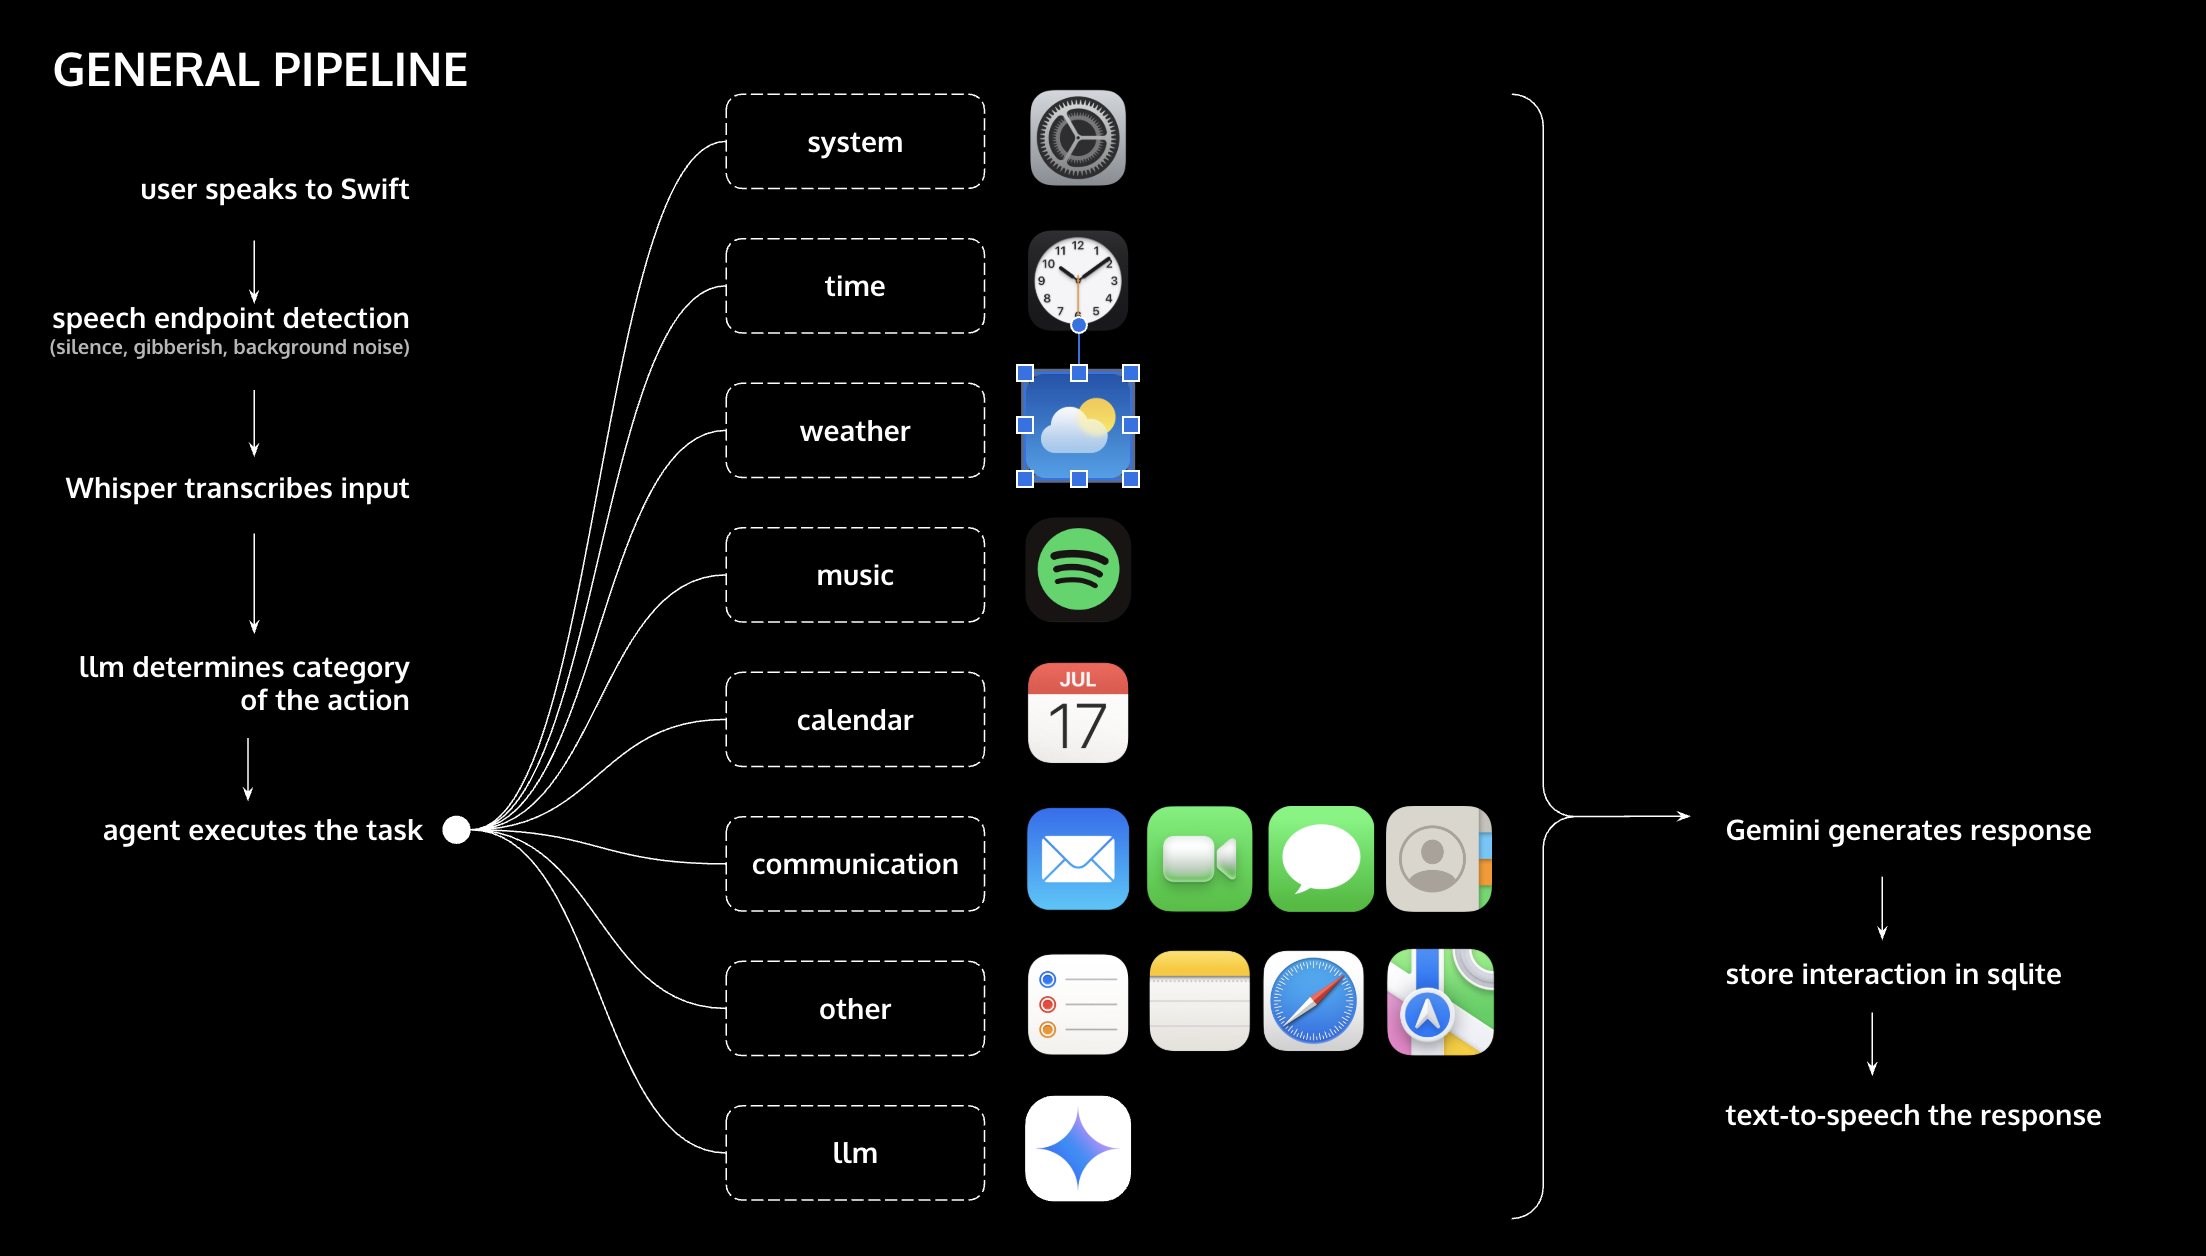 GENERAL PIPELINE
user speaks to Swift
speech endpoint detection
(silence, gibberish, background noise)
Whisper transcribes input
llm determines category
of the action
agent executes the task
system
time
12
1
2
3
4
5
6
7
8
9
10
11
weather
music
calendar
JUL
17
communication
other
llm
Gemini generates response
store interaction in sqlite
text-to-speech the response